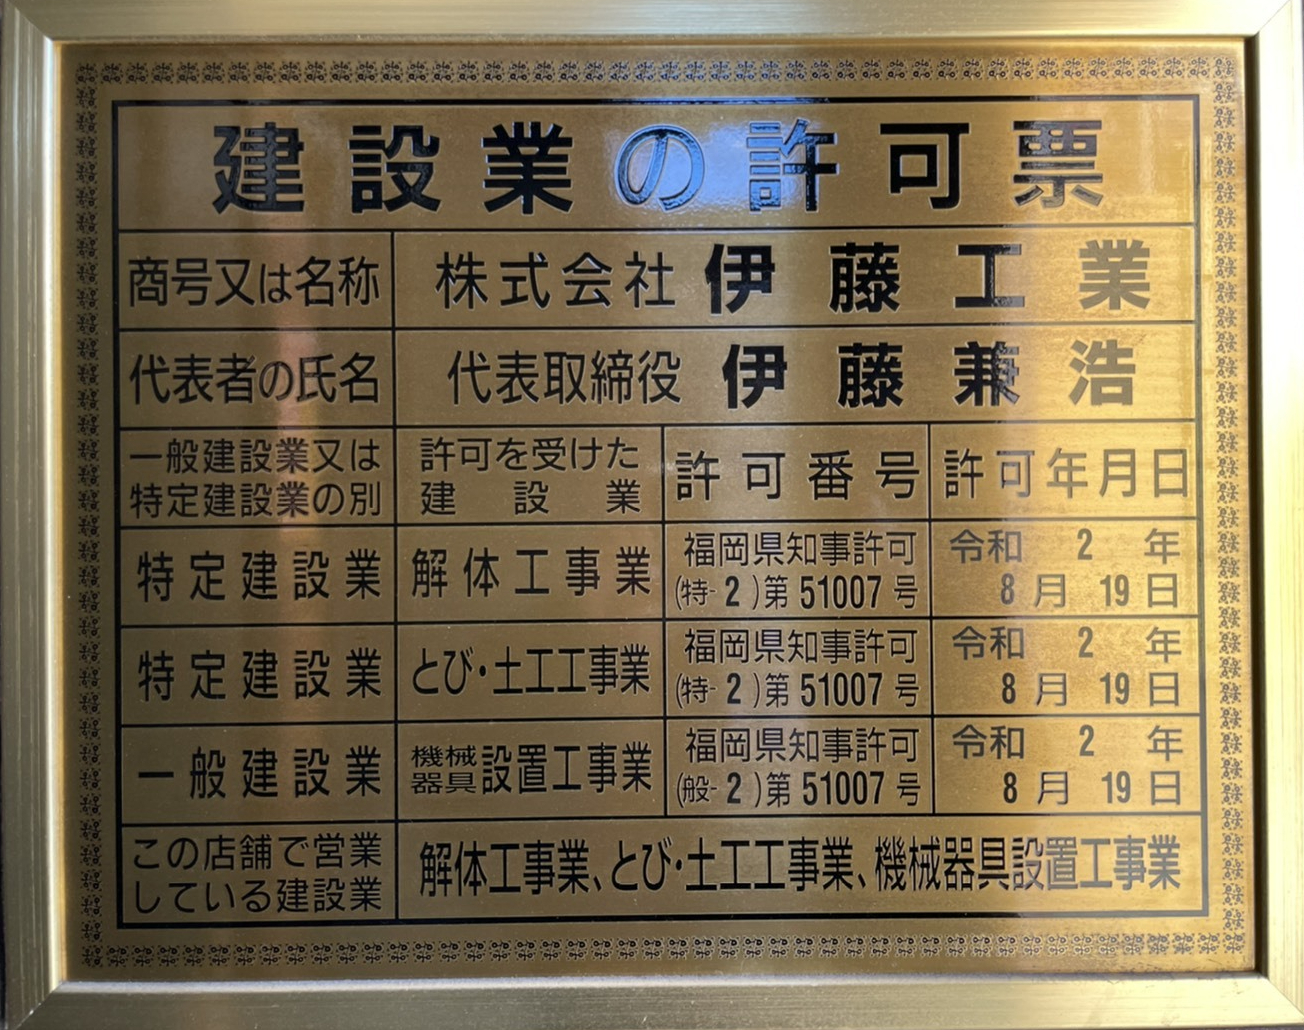 建設業の許可票
商号又は名称 株式会社 伊藤工業
代表者の氏名 代表取締役 伊藤兼浩
一般建設業又は
特定建設業の別
許可を受けた
建設業
許可番号
許可年月日
特定建設業
解体工事業
福岡県知事許可
(特-2)第51007号
令和2年
8月19日
特定建設業
とび・土工工事業
福岡県知事許可
(特-2)第51007号
令和2年
8月19日
一般建設業
機械
器具設置工事業
福岡県知事許可
(般-2)第51007号
令和2年
8月19日
この店舗で営業
している建設業
解体工事業、とび・土工工事業、機械器具設置工事業